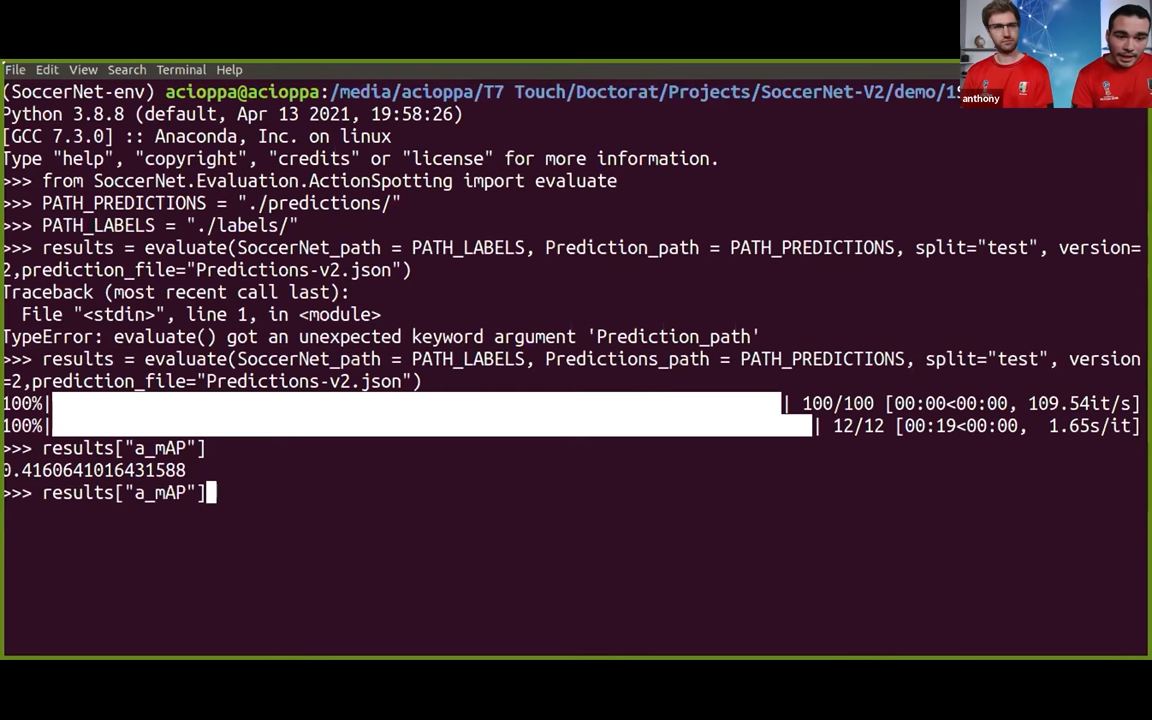 File Edit View Search Terminal Help
anthony
(SoccerNet-env) acioppa@acioppa:/media/acioppa/T7 Touch/Doctorat/Projects/SoccerNet-V2/demo/
Python 3.8.8 (default, Apr 13 2021, 19:58:26)
[GCC 7.3.0] :: Anaconda, Inc. on linux
Type "help", "copyright", "credits" or "license" for more information.
>>> from SoccerNet.Evaluation.ActionSpotting import evaluate
>>> PATH_PREDICTIONS = "./predictions/"
>>> PATH_LABELS = "./labels/"
>>> results = evaluate(SoccerNet_path = PATH_LABELS, Prediction_path = PATH_PREDICTIONS, split="test", version=
2,prediction_file="Predictions-v2.json")
Traceback (most recent call last):
  File "<stdin>", line 1, in <module>
TypeError: evaluate() got an unexpected keyword argument 'Prediction_path'
>>> results = evaluate(SoccerNet_path = PATH_LABELS, Predictions_path = PATH_PREDICTIONS, split="test", version
=2,prediction_file="Predictions-v2.json")
100%| | 100/100 [00:00<00:00, 109.54it/s]
100%| | 12/12 [00:19<00:00,  1.65s/it]
>>> results["a_mAP"]
0.4160641016431588
>>> results["a_mAP"]